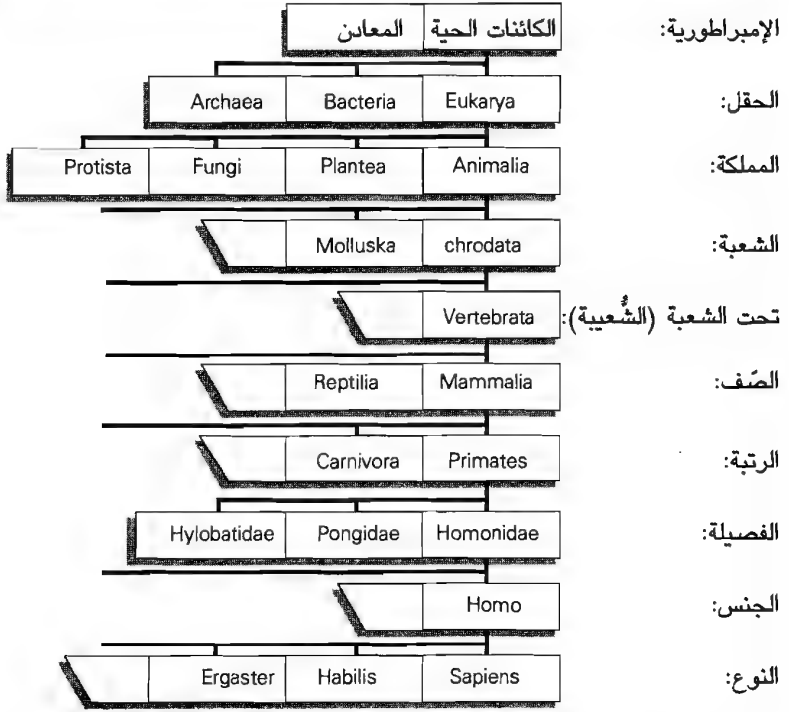 الإمبراطورية: الكائنات الحية المعادن
الحقل: Eukarya Bacteria Archaea
المملكة: Animalia Plantea Fungi Protista
الشعبة: chrodata Molluska
تحت الشعبة (الشُّعيبة): Vertebrata
الصّف: Mammalia Reptilia
الرتبة: Primates Carnivora
الفصيلة: Homonidae Pongidae Hylobatidae
الجنس: Homo
النوع: Sapiens Habilis Ergaster